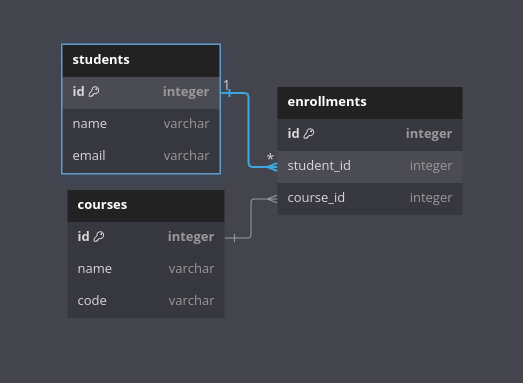 students
id integer
name varchar
email varchar
1
*
enrollments
id integer
student_id integer
course_id integer
courses
id integer
name varchar
code varchar